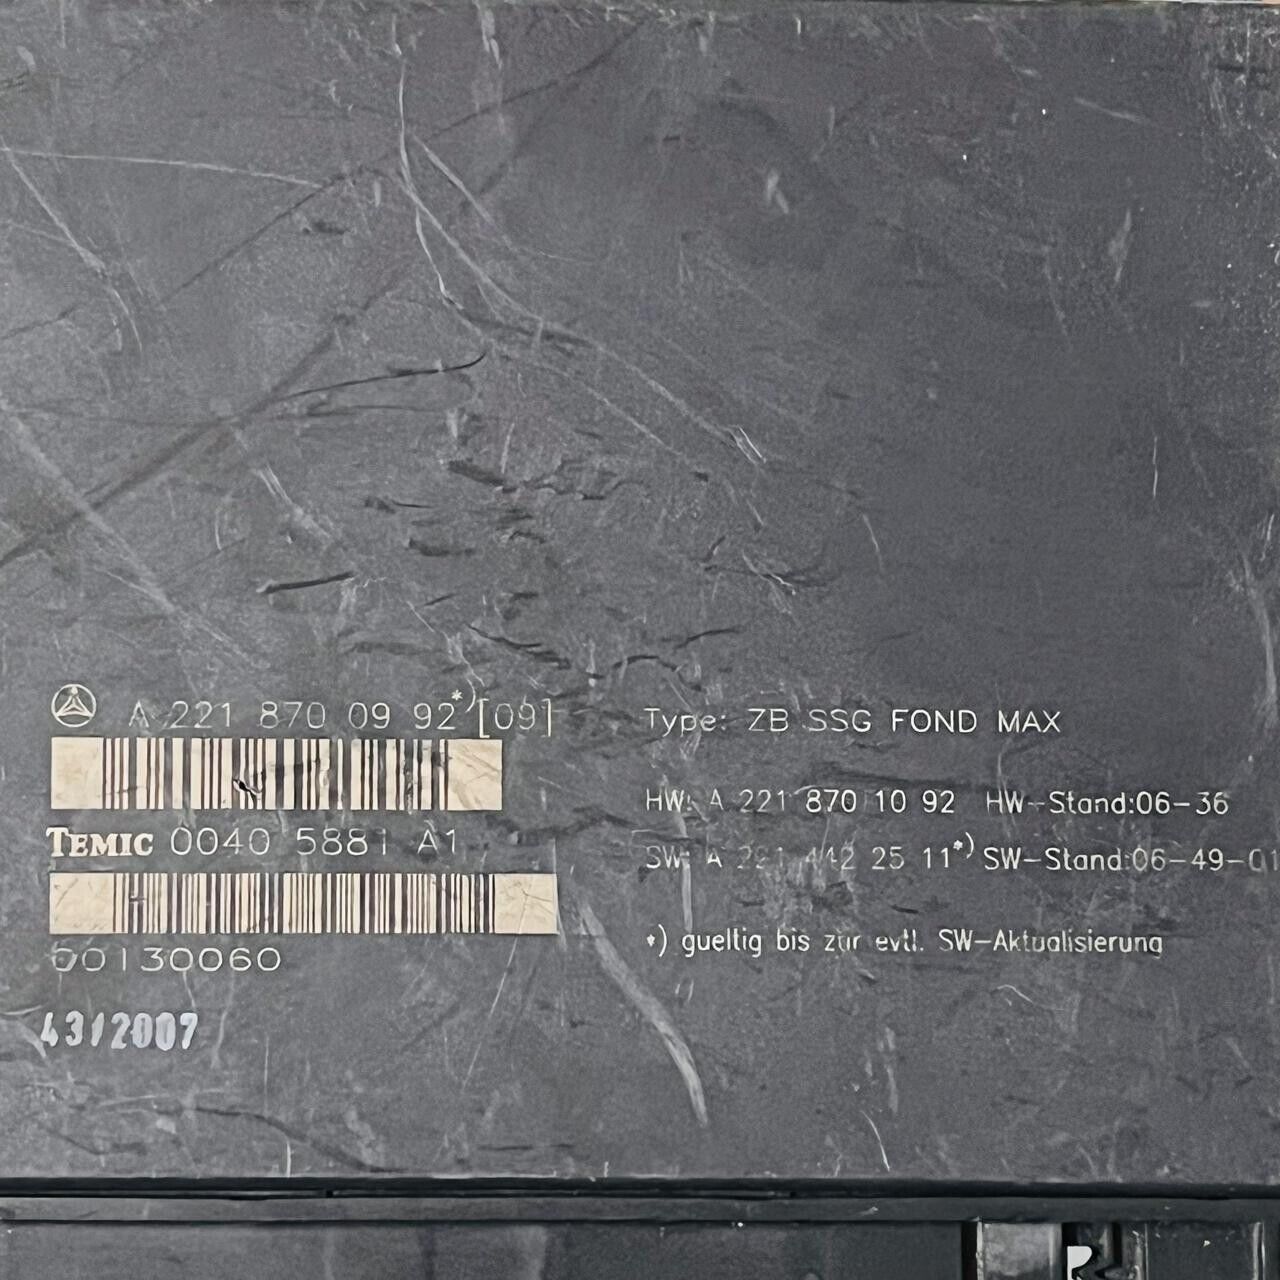 A 221 870 09 92*) [09]
TEMIC 0040 5881 A1
00130060
43/2007
Type: ZB SSG FOND MAX
HW: A 221 870 10 92 HW-Stand:06-36
SW: A 221 442 25 11*) SW-Stand:06-49-01
*) gueltig bis zur evtl. SW-Aktualisierung